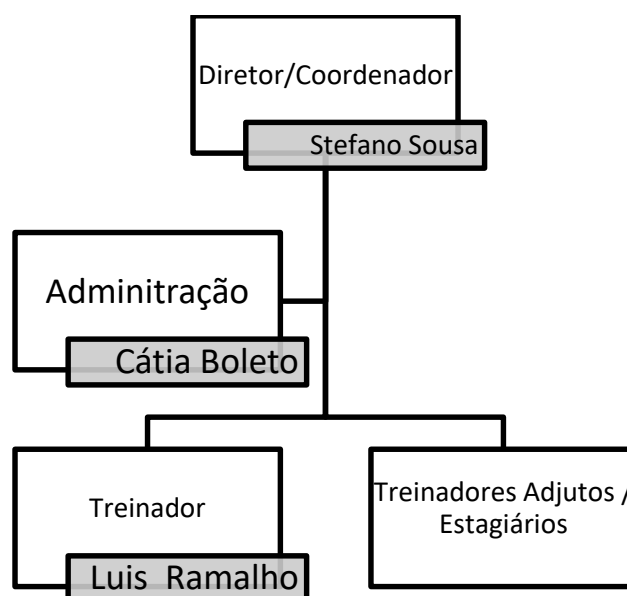 Diretor/Coordenador
Stefano Sousa
Adminitração
Cátia Boleto
Treinador
Luis Ramalho
Treinadores Adjutos /
Estagiários